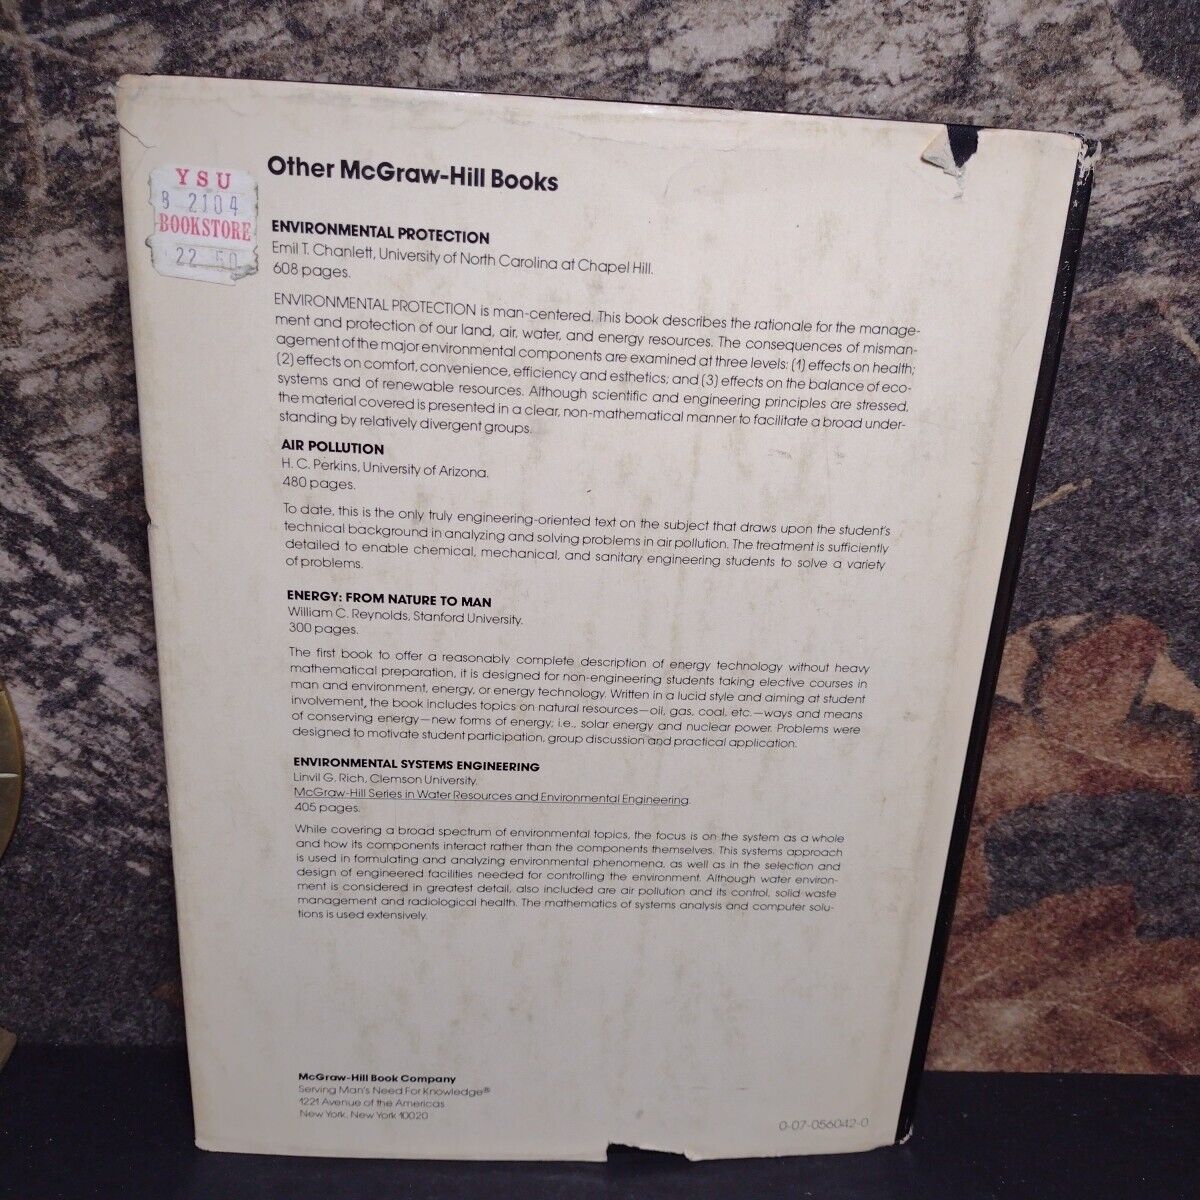 YSU
8 2104
BOOKSTORE
22 50
Other McGraw-Hill Books
ENVIRONMENTAL PROTECTION
Emil T. Chanlett, University of North Carolina at Chapel Hill.
608 pages.
ENVIRONMENTAL PROTECTION is man-centered. This book describes the rationale for the manage-
ment and protection of our land, air, water, and energy resources. The consequences of misman-
agement of the major environmental components are examined at three levels: (1) effects on health;
(2) effects on comfort, convenience, efficiency and esthetics; and (3) effects on the balance of eco-
systems and of renewable resources. Although scientific and engineering principles are stressed,
the material covered is presented in a clear, non-mathematical manner to facilitate a broad under-
standing by relatively divergent groups.
AIR POLLUTION
H. C. Perkins, University of Arizona.
480 pages.
To date, this is the only truly engineering-oriented text on the subject that draws upon the student's
technical background in analyzing and solving problems in air pollution. The treatment is sufficiently
detailed to enable chemical, mechanical, and sanitary engineering students to solve a variety
of problems.
ENERGY: FROM NATURE TO MAN
William C. Reynolds, Stanford University.
300 pages.
The first book to offer a reasonably complete description of energy technology without heavy
mathematical preparation, it is designed for non-engineering students taking elective courses in
man and environment, energy, or energy technology. Written in a lucid style and aiming at student
involvement, the book includes topics on natural resources—oil, gas, coal, etc.—ways and means
of conserving energy—new forms of energy; i.e., solar energy and nuclear power. Problems were
designed to motivate student participation, group discussion and practical application.
ENVIRONMENTAL SYSTEMS ENGINEERING
Linvil G. Rich, Clemson University.
McGraw-Hill Series in Water Resources and Environmental Engineering.
405 pages.
While covering a broad spectrum of environmental topics, the focus is on the system as a whole
and how its components interact rather than the components themselves. This systems approach
is used in formulating and analyzing environmental phenomena, as well as in the selection and
design of engineered facilities needed for controlling the environment. Although water environ-
ment is considered in greatest detail, also included are air pollution and its control, solid waste
management and radiological health. The mathematics of systems analysis and computer solu-
tions is used extensively.
McGraw-Hill Book Company
Serving Man's Need For Knowledge®
1221 Avenue of the Americas
New York, New York 10020
0-07-056042-0